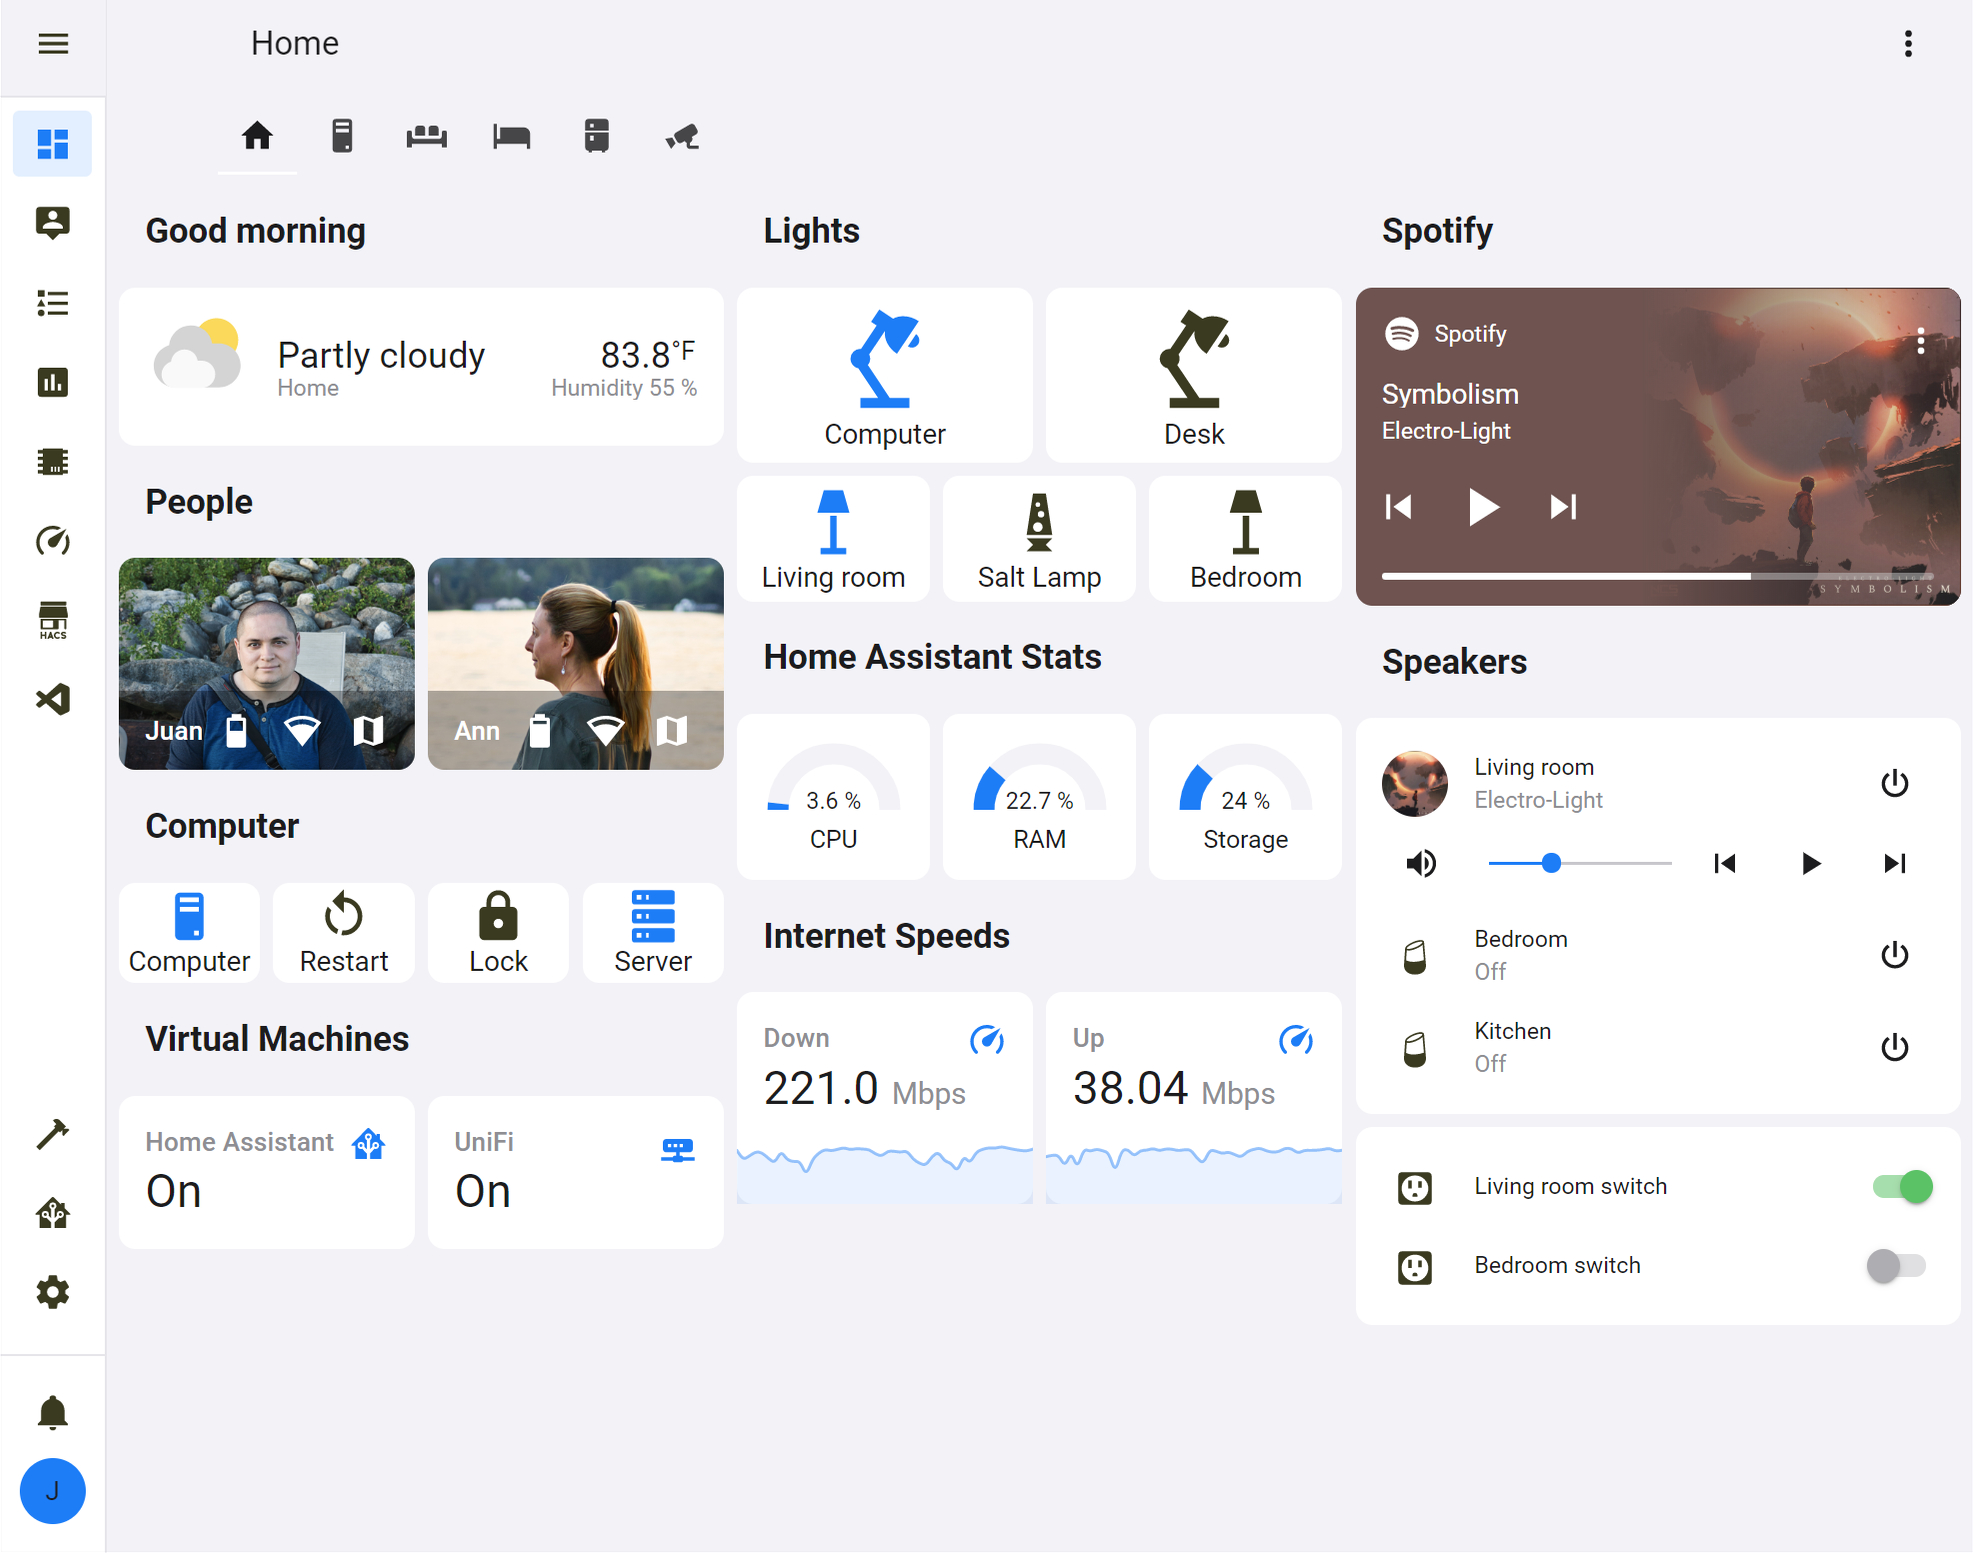 Home
Good morning
Partly cloudy
Home
83.8°F
Humidity 55 %
People
Juan
Ann
Computer
Computer
Restart
Lock
Server
Virtual Machines
Home Assistant
On
UniFi
On
Lights
Computer
Desk
Living room
Salt Lamp
Bedroom
Home Assistant Stats
3.6 %
CPU
22.7 %
RAM
24 %
Storage
Internet Speeds
Down
221.0 Mbps
Up
38.04 Mbps
Spotify
Spotify
Symbolism
Electro-Light
SYMBOLISM
Speakers
Living room
Electro-Light
Bedroom
Off
Kitchen
Off
Living room switch
Bedroom switch
HACS
J